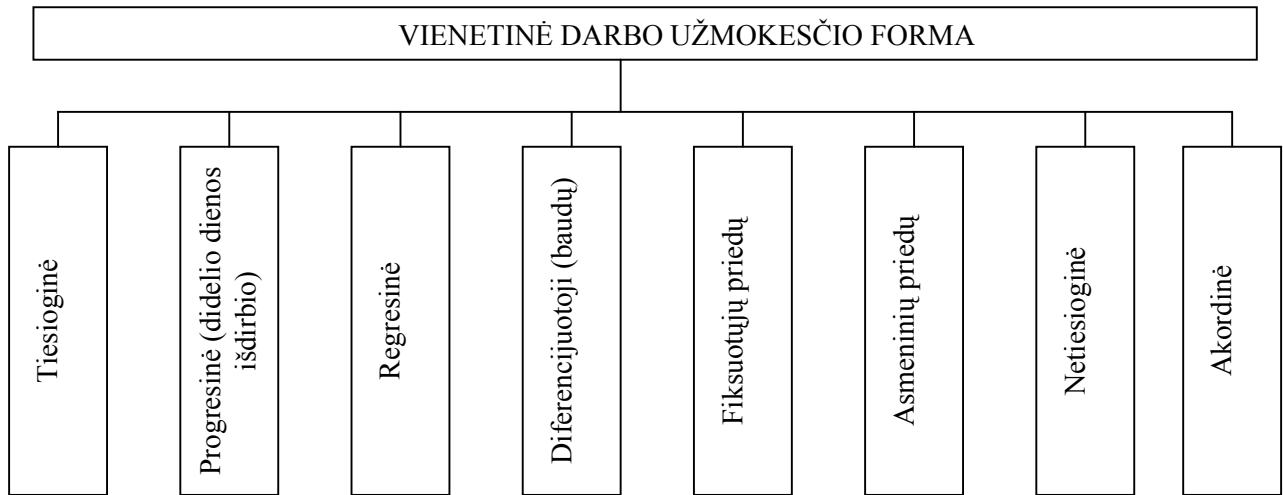 VIENETINĖ DARBO UŽMOKESČIO FORMA
Tiesioginė
Progresinė (didelio dienos
išdirbio)
Regresinė
Diferencijuotoji (baudų)
Fiksuotųjų priedų
Asmeninių priedų
Netiesioginė
Akordinė